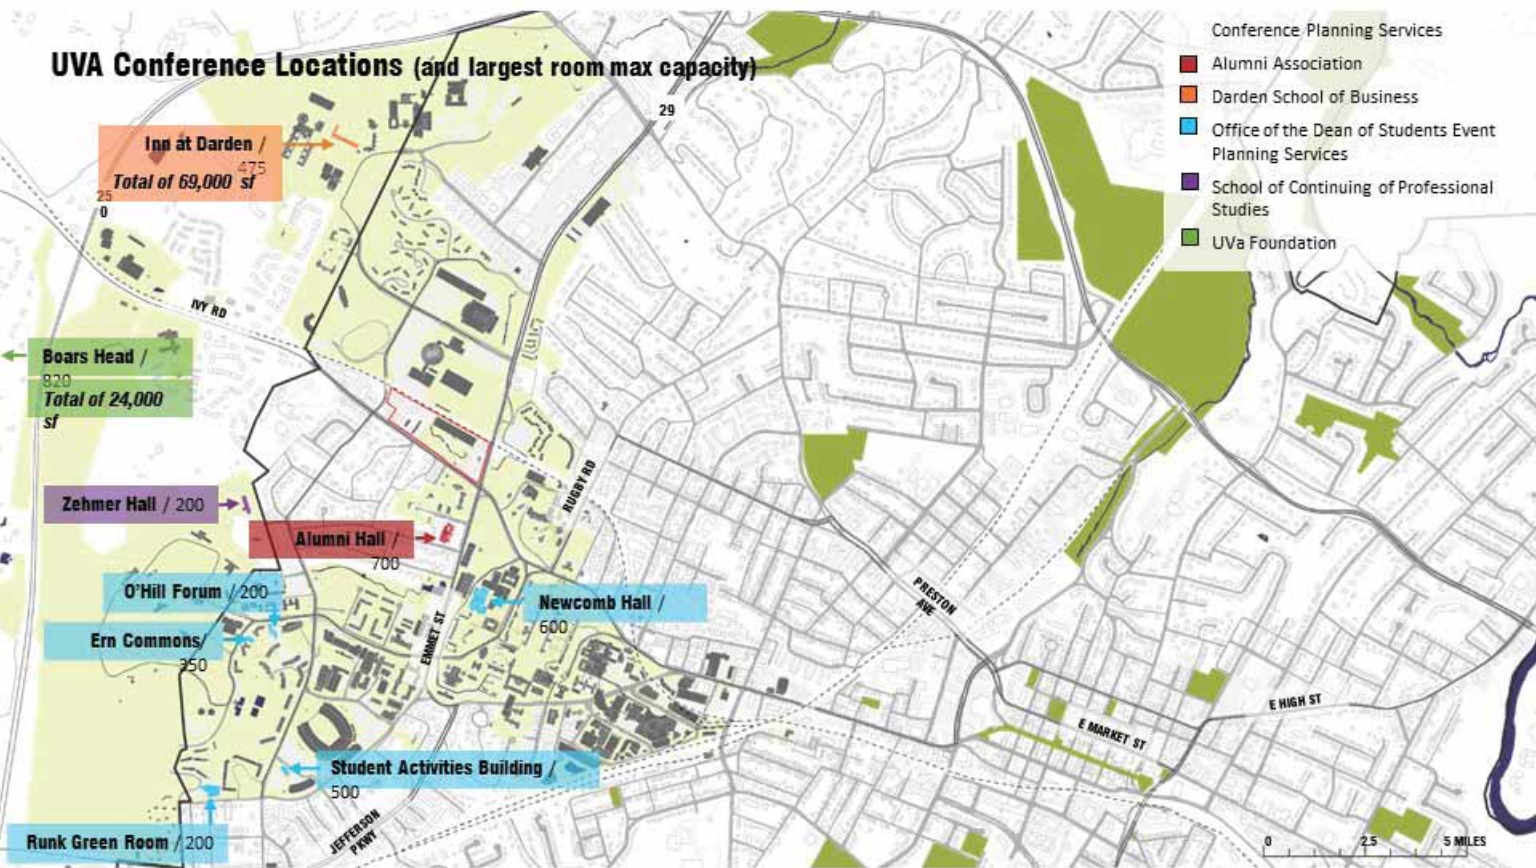 UVA Conference Locations (and largest room max capacity)
Conference Planning Services
Alumni Association
Darden School of Business
Office of the Dean of Students Event
Planning Services
School of Continuing of Professional
Studies
UVa Foundation
29
Inn at Darden /
475
Total of 69,000 sf
25
0
IVY RD
Boars Head /
820
Total of 24,000
sf
RUGBY RD
Zehmer Hall / 200
Alumni Hall /
700
O'Hill Forum / 200
Newcomb Hall /
600
PRESTON
AVE
Ern Commons/
350
EMMET ST
E HIGH ST
E MARKET ST
Student Activities Building /
500
JEFFERSON
PKWY
Runk Green Room / 200
0 2.5 5 MILES